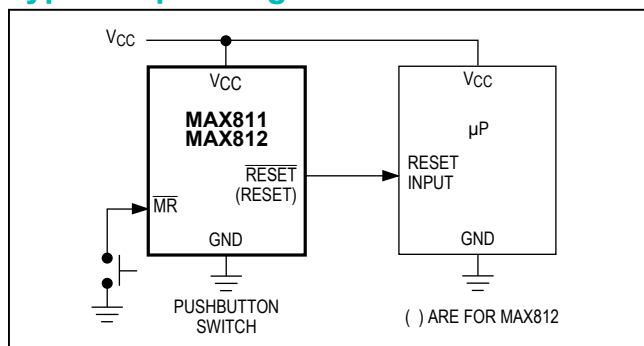 VCC
VCC
MAX811
MAX812
RESET
(RESET)
MR
GND
PUSHBUTTON
SWITCH
VCC
µP
RESET
INPUT
GND
( ) ARE FOR MAX812